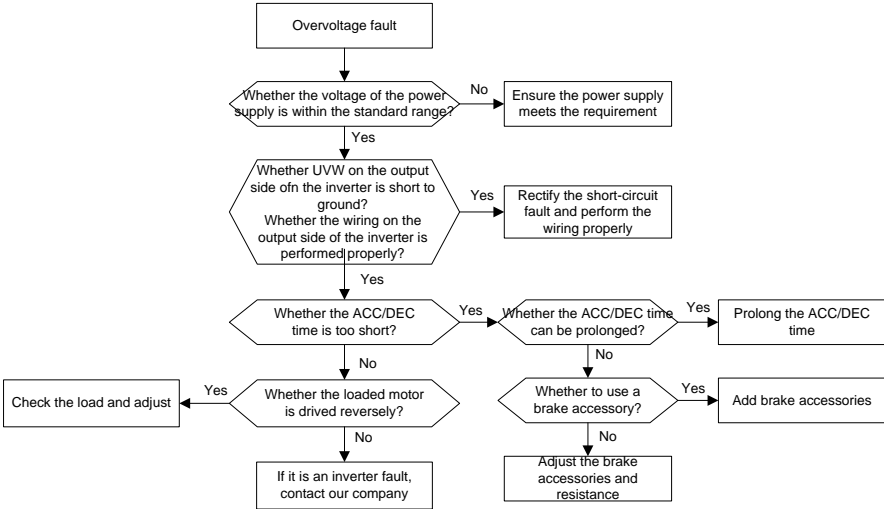 Overvoltage fault
Whether the voltage of the power
supply is within the standard range?
No
Ensure the power supply
meets the requirement
Yes
Whether UVW on the output
side ofn the inverter is short to
ground?
Whether the wiring on the
output side of the inverter is
performed properly?
Yes
Rectify the short-circuit
fault and perform the
wiring properly
Yes
Whether the ACC/DEC
time is too short?
Yes
Whether the ACC/DEC time
can be prolonged?
Yes
Prolong the ACC/DEC
time
No
No
Check the load and adjust
Yes
Whether the loaded motor
is drived reversely?
Whether to use a
brake accessory?
Yes
Add brake accessories
No
No
If it is an inverter fault,
contact our company
Adjust the brake
accessories and
resistance